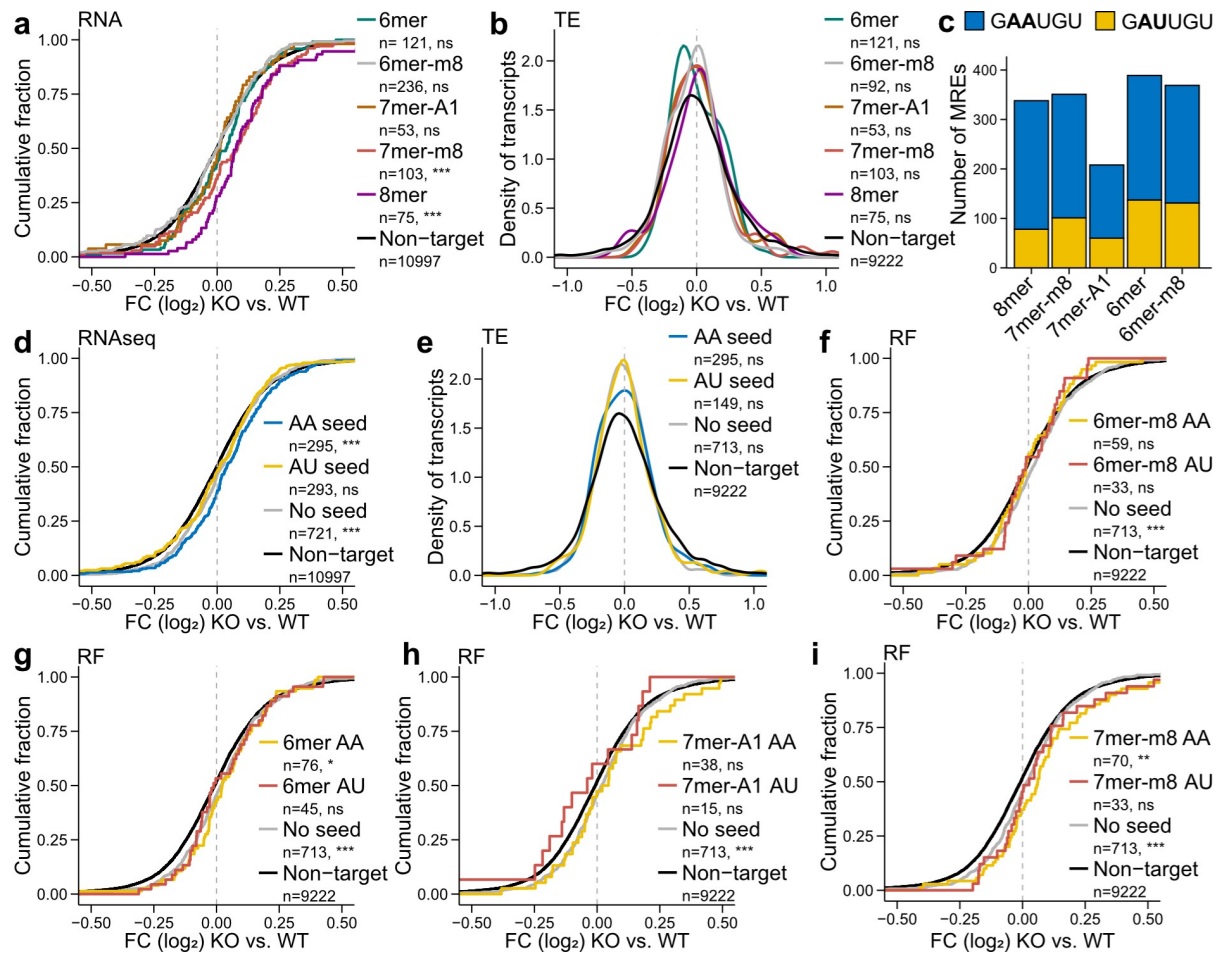 a RNA
1.00
0.75
0.50
0.25
0.00
Cumulative fraction
−0.50 −0.25 0.00 0.25 0.50
FC (log₂) KO vs. WT
6mer
n= 121, ns
6mer-m8
n=236, ns
7mer-A1
n=53, ns
7mer-m8
n=103, ***
8mer
n=75, ***
Non−target
n=10997
b TE
2.0
1.5
1.0
0.5
0.0
Density of transcripts
−1.0 −0.5 0.0 0.5 1.0
FC (log₂) KO vs. WT
6mer
n=121, ns
6mer-m8
n=92, ns
7mer-A1
n=53, ns
7mer-m8
n=103, ns
8mer
n=75, ns
Non−target
n=9222
c GAAUGU GAUUGU
400
300
200
100
0
Number of MREs
8mer
7mer-m8
7mer-A1
6mer
6mer-m8
d RNAseq
1.00
0.75
0.50
0.25
0.00
Cumulative fraction
−0.50 −0.25 0.00 0.25 0.50
FC (log₂) KO vs. WT
AA seed
n=295, ***
AU seed
n=293, ns
No seed
n=721, ***
Non−target
n=10997
e TE
2.0
1.5
1.0
0.5
0.0
Density of transcripts
−1.0 −0.5 0.0 0.5 1.0
FC (log₂) KO vs. WT
AA seed
n=295, ns
AU seed
n=149, ns
No seed
n=713, ns
Non−target
n=9222
f RF
1.00
0.75
0.50
0.25
0.00
Cumulative fraction
−0.50 −0.25 0.00 0.25 0.50
FC (log₂) KO vs. WT
6mer-m8 AA
n=59, ns
6mer-m8 AU
n=33, ns
No seed
n=713, ***
Non−target
n=9222
g RF
1.00
0.75
0.50
0.25
0.00
Cumulative fraction
−0.50 −0.25 0.00 0.25 0.50
FC (log₂) KO vs. WT
6mer AA
n=76, *
6mer AU
n=45, ns
No seed
n=713, ***
Non−target
n=9222
h RF
1.00
0.75
0.50
0.25
0.00
Cumulative fraction
−0.50 −0.25 0.00 0.25 0.50
FC (log₂) KO vs. WT
7mer-A1 AA
n=38, ns
7mer-A1 AU
n=15, ns
No seed
n=713, ***
Non−target
n=9222
i RF
1.00
0.75
0.50
0.25
0.00
Cumulative fraction
−0.50 −0.25 0.00 0.25 0.50
FC (log₂) KO vs. WT
7mer-m8 AA
n=70, **
7mer-m8 AU
n=33, ns
No seed
n=713, ***
Non−target
n=9222